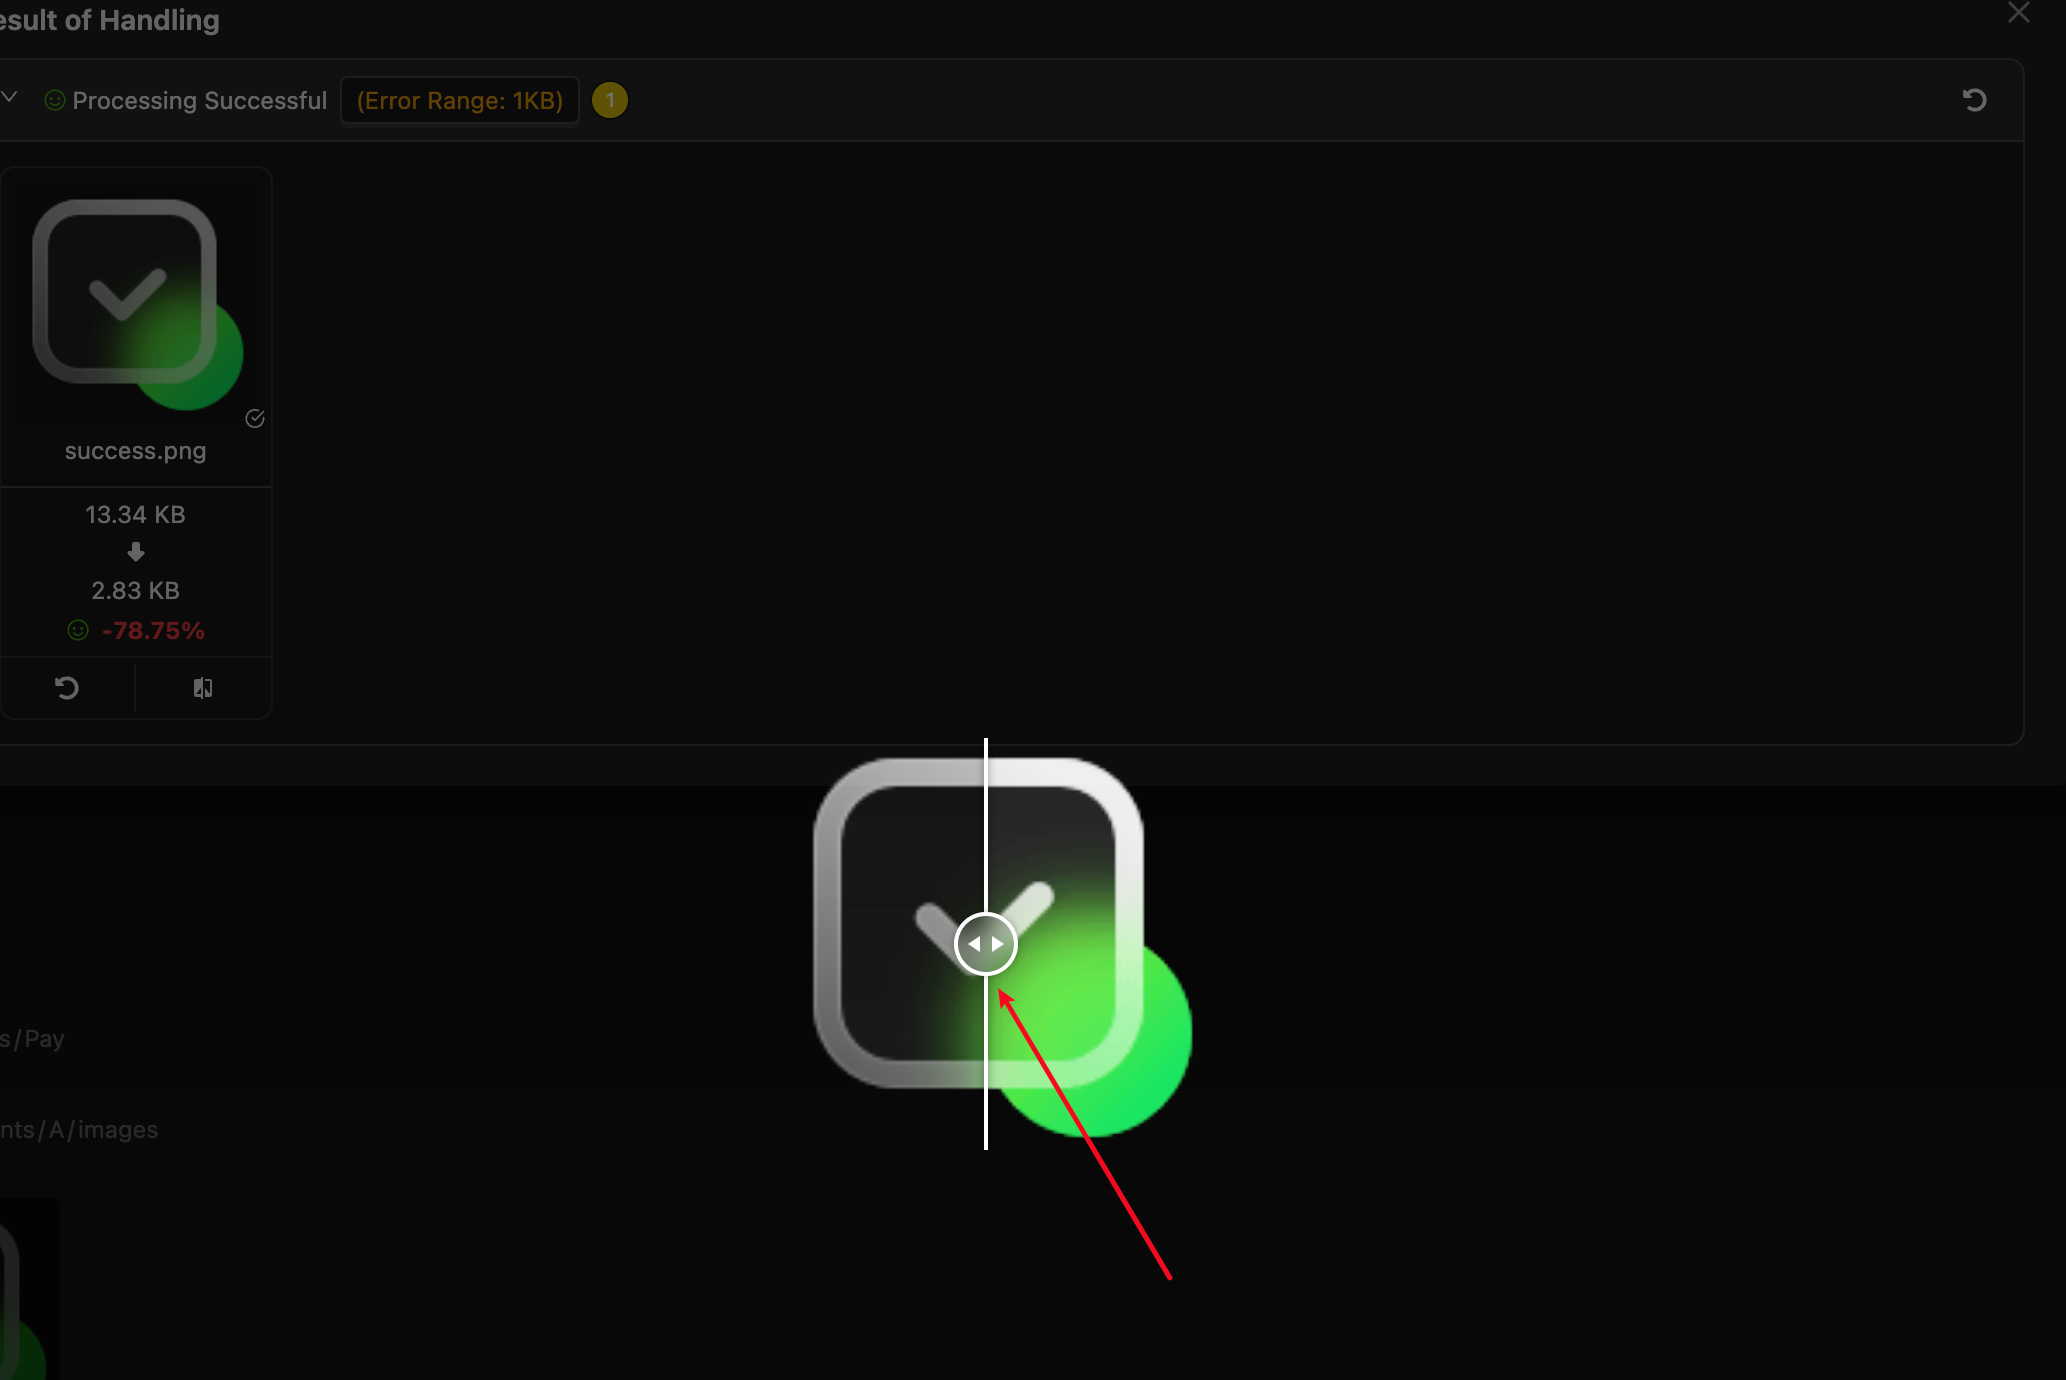 esult of Handling
Processing Successful (Error Range: 1KB) 1
success.png
13.34 KB
2.83 KB
-78.75%
s/Pay
nts/A/images